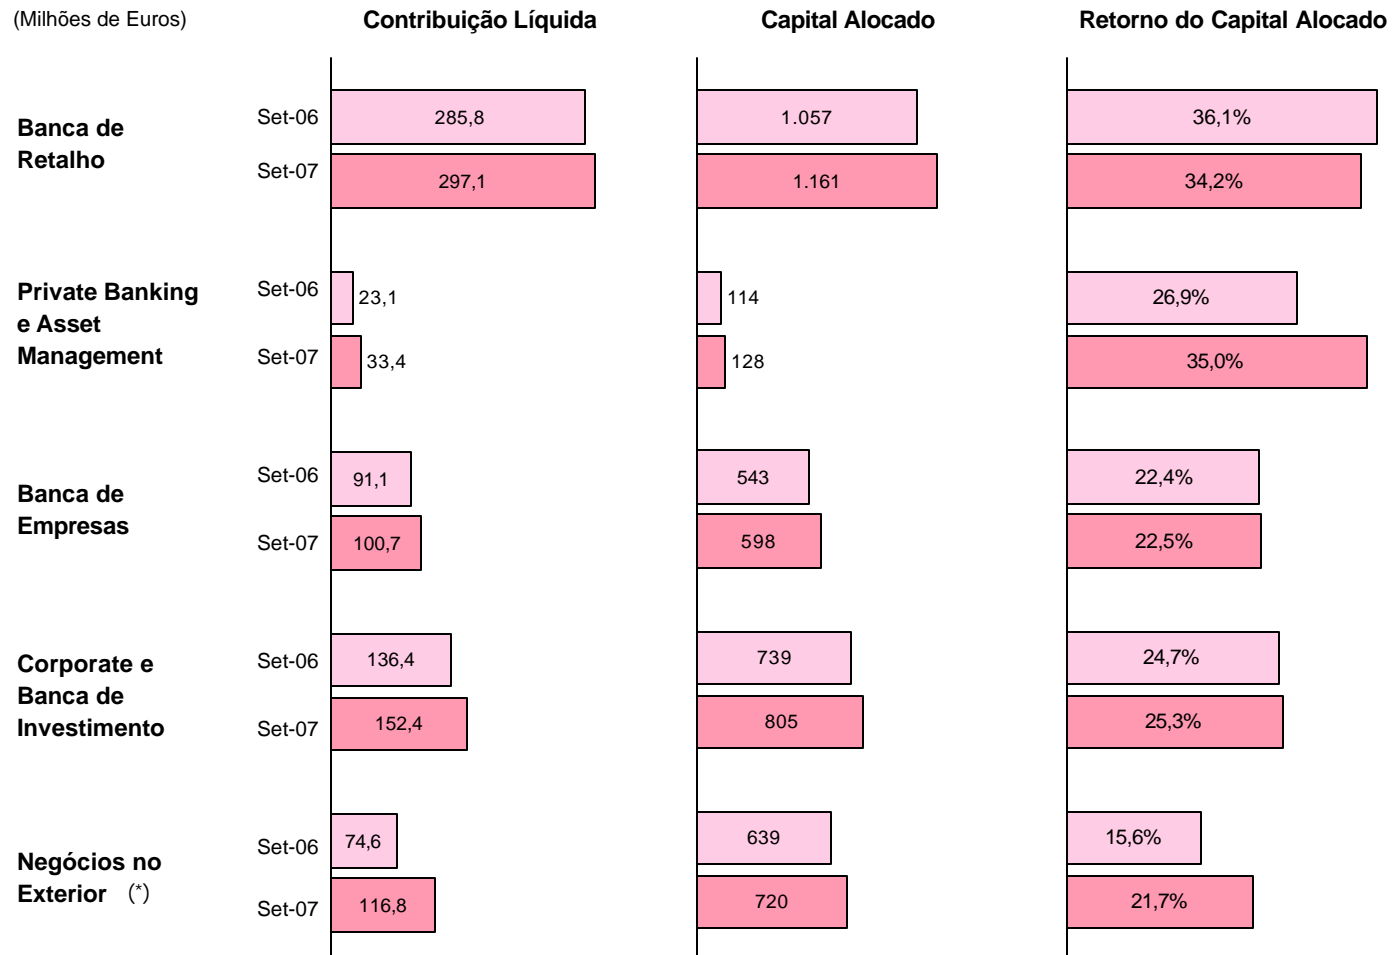 (Milhões de Euros) Contribuição Líquida Capital Alocado Retorno do Capital Alocado
Banca de
Retalho
Set-06 285,8 1.057 36,1%
Set-07 297,1 1.161 34,2%
Private Banking
e Asset
Management
Set-06 23,1 114 26,9%
Set-07 33,4 128 35,0%
Banca de
Empresas
Set-06 91,1 543 22,4%
Set-07 100,7 598 22,5%
Corporate e
Banca de
Investimento
Set-06 136,4 739 24,7%
Set-07 152,4 805 25,3%
Negócios no
Exterior (*)
Set-06 74,6 639 15,6%
Set-07 116,8 720 21,7%